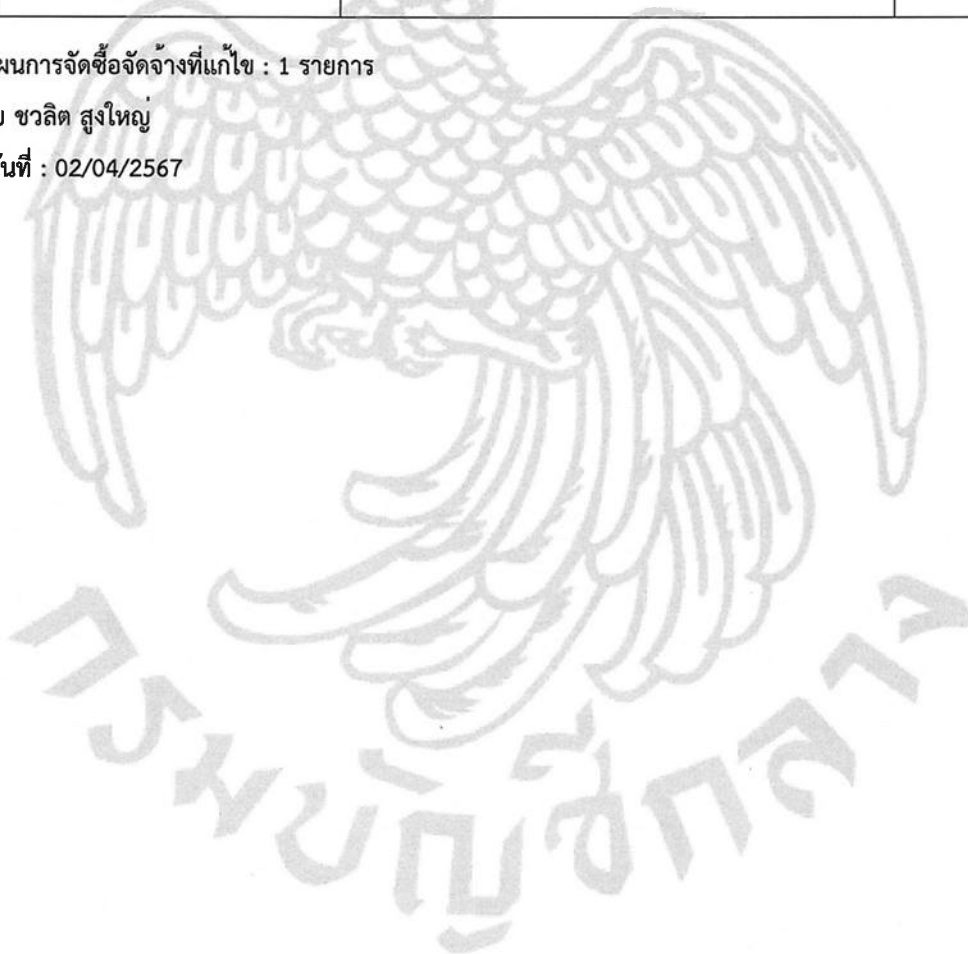 ผนการจัดซื้อจัดจ้างที่แก้ไข : 1 รายการ
ชวลิต สูงใหญ่
วันที่ : 02/04/2567
กรมบัญชีกลาง